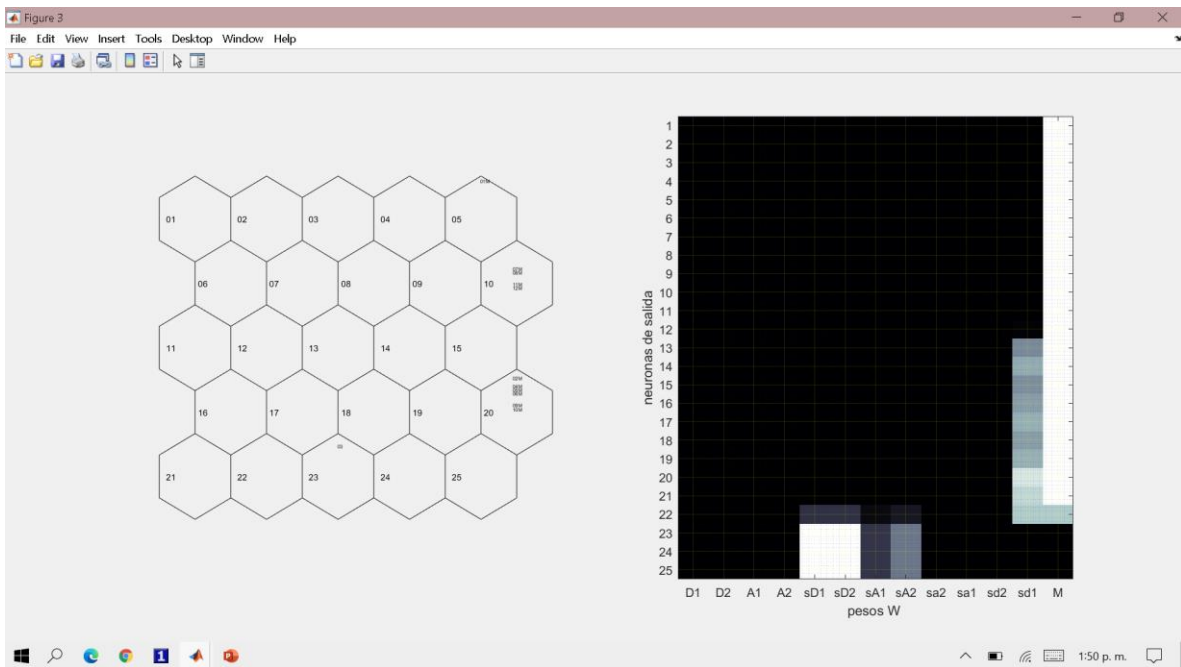 Figure 3
File Edit View Insert Tools Desktop Window Help
01 02 03 04 05
06 07 08 09 10
11 12 13 14 15
16 17 18 19 20
21 22 23 24 25
neuronas de salida
1
2
3
4
5
6
7
8
9
10
11
12
13
14
15
16
17
18
19
20
21
22
23
24
25
D1 D2 A1 A2 sD1 sD2 sA1 sA2 sa2 sa1 sd2 sd1 M
pesos W
1
1:50 p. m.